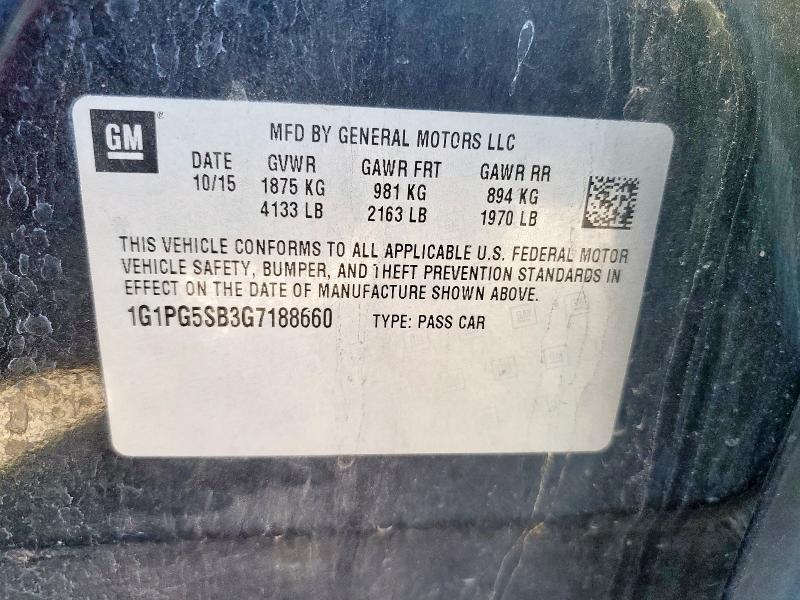 GM
MFD BY GENERAL MOTORS LLC
DATE GVWR GAWR FRT GAWR RR
10/15 1875 KG 981 KG 894 KG
4133 LB 2163 LB 1970 LB
THIS VEHICLE CONFORMS TO ALL APPLICABLE U.S. FEDERAL MOTOR
VEHICLE SAFETY, BUMPER, AND THEFT PREVENTION STANDARDS IN
EFFECT ON THE DATE OF MANUFACTURE SHOWN ABOVE.
1G1PG5SB3G7188660 TYPE: PASS CAR